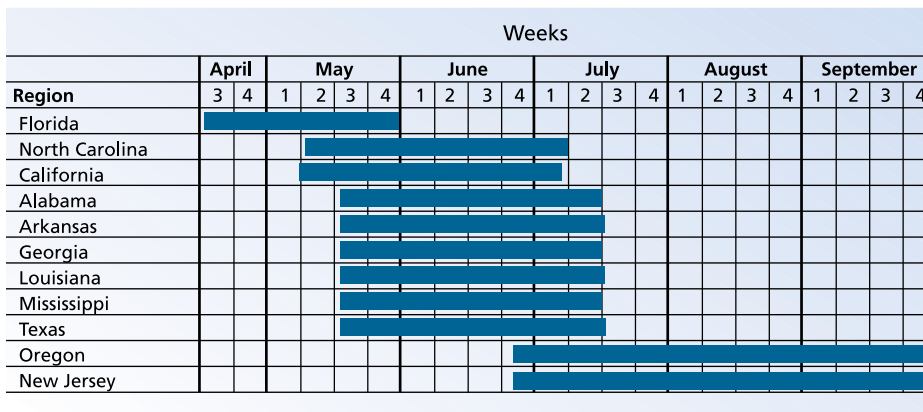 Weeks
April May June July August September
Region 3 4 1 2 3 4 1 2 3 4 1 2 3 4 1 2 3 4 1 2 3 4
Florida
North Carolina
California
Alabama
Arkansas
Georgia
Louisiana
Mississippi
Texas
Oregon
New Jersey